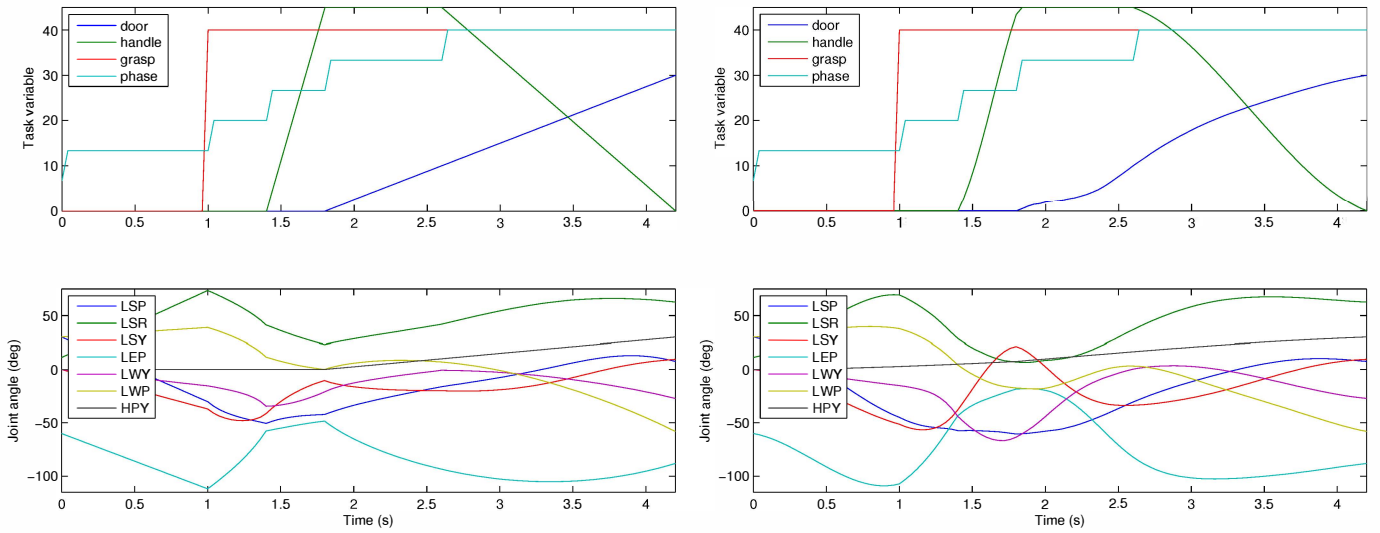 Task variable
40
30
20
10
0
door
handle
grasp
phase
0 0.5 1 1.5 2 2.5 3 3.5 4
Task variable
40
30
20
10
0
door
handle
grasp
phase
0 0.5 1 1.5 2 2.5 3 3.5 4
Joint angle (deg)
50
0
−50
−100
LSP
LSR
LSY
LEP
LWY
LWP
HPY
0 0.5 1 1.5 2 2.5 3 3.5 4
Time (s)
Joint angle (deg)
50
0
−50
−100
LSP
LSR
LSY
LEP
LWY
LWP
HPY
0 0.5 1 1.5 2 2.5 3 3.5 4
Time (s)